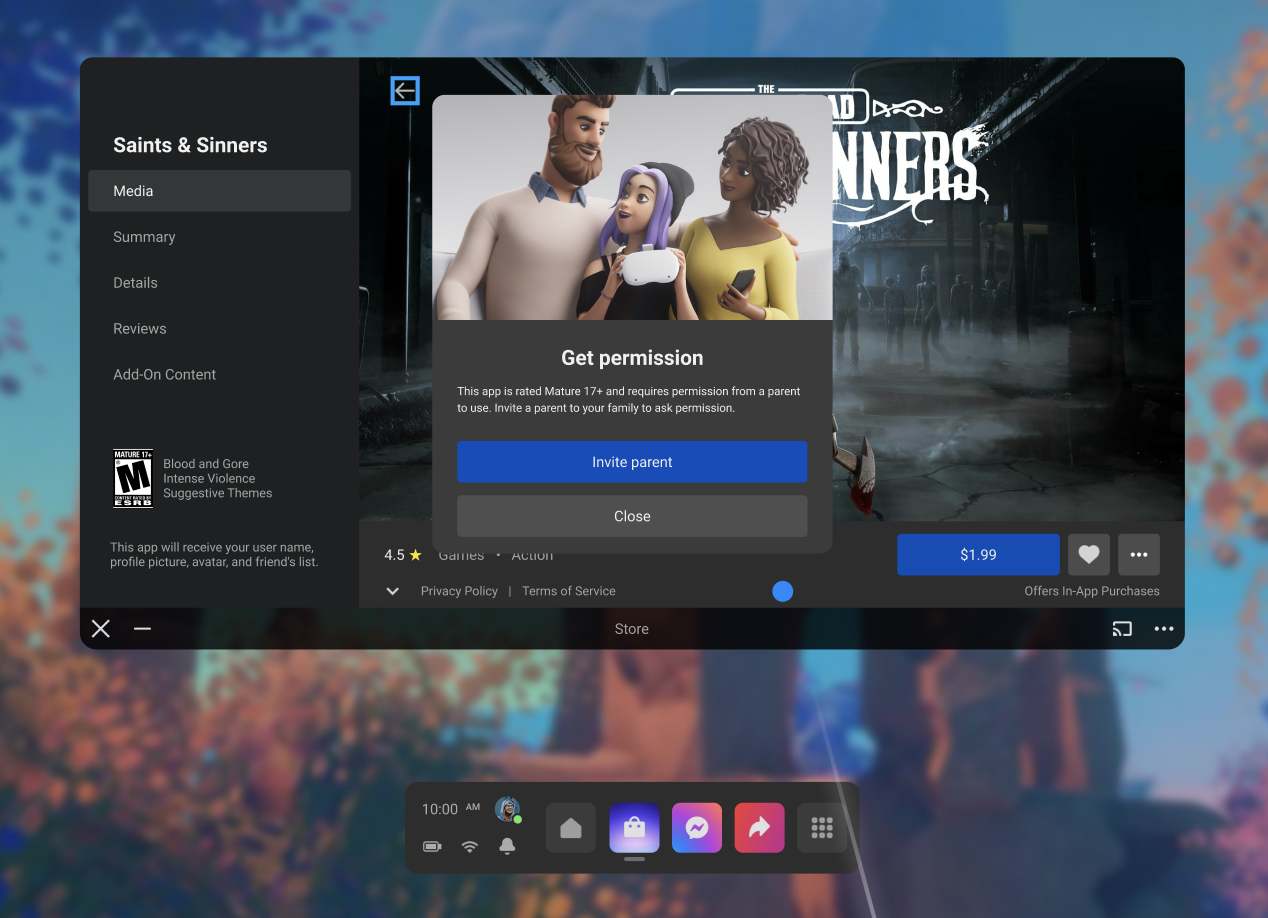 Saints & Sinners
Media
Summary
Details
Reviews
Add-On Content
MATURE 17+
M
®
CONTENT RATED BY
ESRB
Blood and Gore
Intense Violence
Suggestive Themes
This app will receive your user name,
profile picture, avatar, and friend's list.
THE
AD
NNERS
Get permission
This app is rated Mature 17+ and requires permission from a parent
to use. Invite a parent to your family to ask permission.
Invite parent
Close
4.5 ★ Games • Action
$1.99
Privacy Policy | Terms of Service
Offers In-App Purchases
Store
10:00 AM